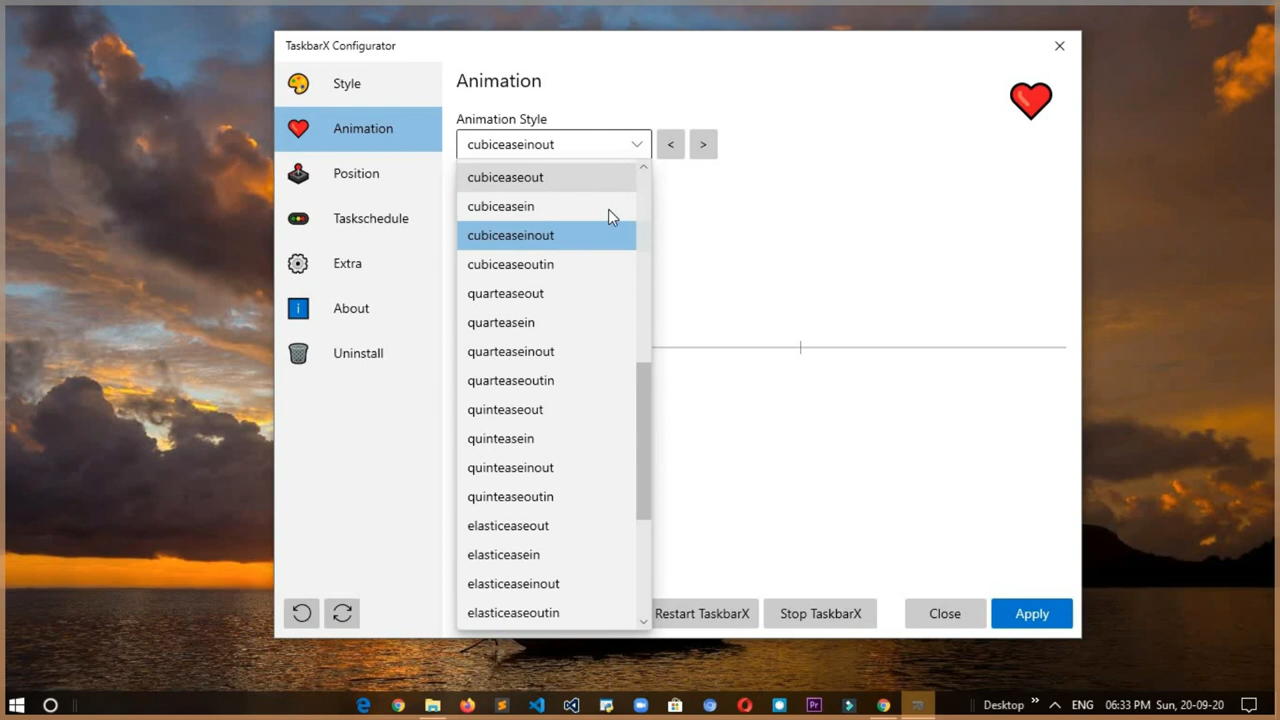 TaskbarX Configurator
Style
Animation
Position
Taskschedule
Extra
About
Uninstall
Animation
Animation Style
cubiceaseinout
<
>
cubiceaseout
cubiceasein
cubiceaseinout
cubiceaseoutin
quarteaseout
quarteasein
quarteaseinout
quarteaseoutin
quinteaseout
quinteasein
quinteaseinout
quinteaseoutin
elasticeaseout
elasticeasein
elasticeaseinout
elasticeaseoutin
Restart TaskbarX
Stop TaskbarX
Close
Apply
Pr
Desktop
ENG
06:33 PM Sun, 20-09-20